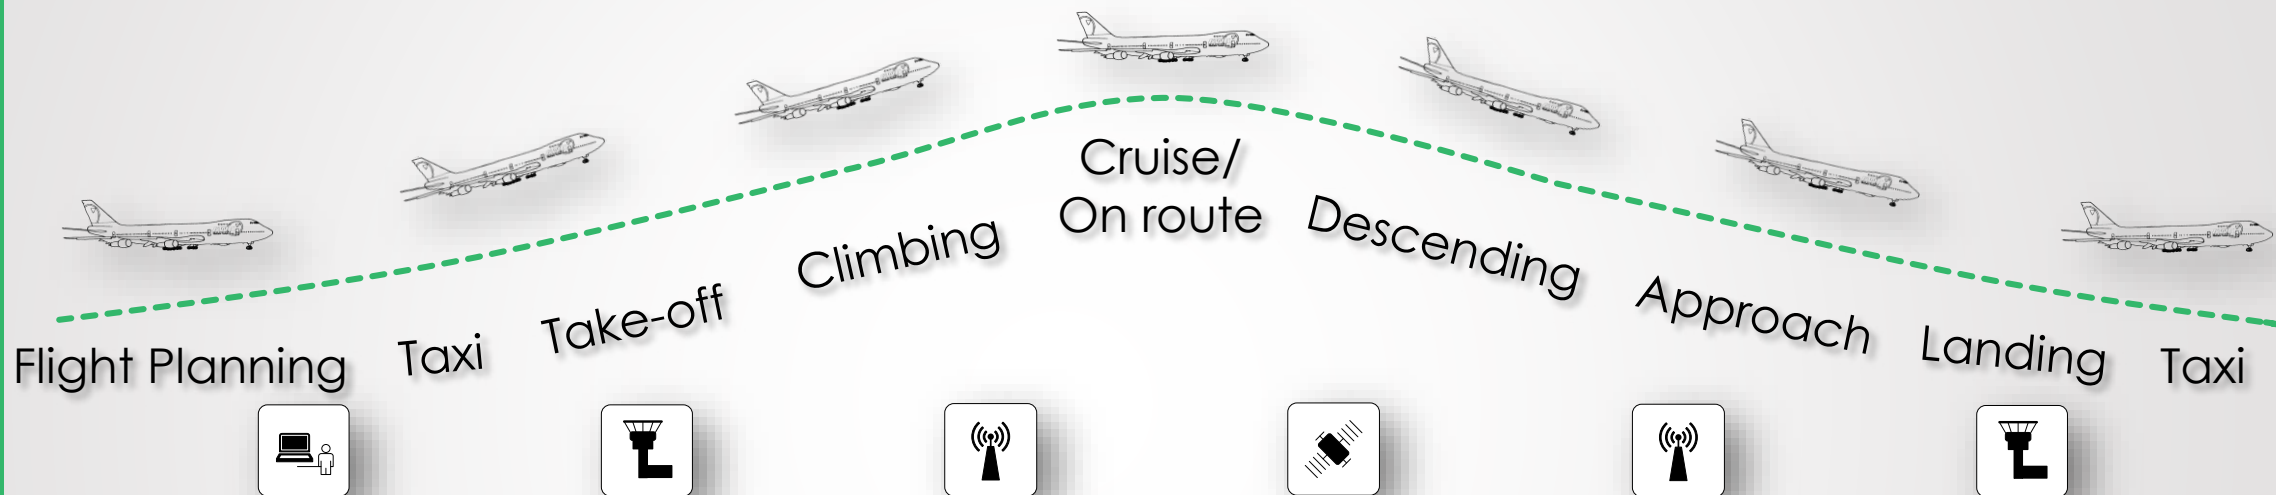 Flight Planning
Taxi
Take-off
Climbing
Cruise/
On route
Descending
Approach
Landing
Taxi